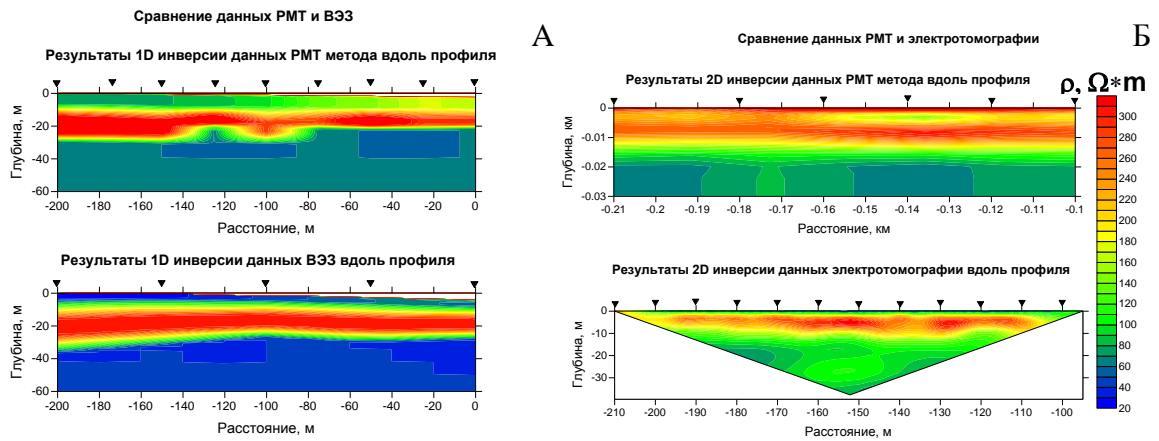 Сравнение данных РМТ и ВЭЗ
А
Результаты 1D инверсии данных РМТ метода вдоль профиля
Глубина, м
0
-20
-40
-60
-200 -180 -160 -140 -120 -100 -80 -60 -40 -20 0
Расстояние, м
Результаты 1D инверсии данных ВЭЗ вдоль профиля
Глубина, м
0
-20
-40
-60
-200 -180 -160 -140 -120 -100 -80 -60 -40 -20 0
Расстояние, м
Сравнение данных РМТ и электротомографии
Б
Результаты 2D инверсии данных РМТ метода вдоль профиля
Глубина, км
0
-0.01
-0.02
-0.03
-0.21 -0.2 -0.19 -0.18 -0.17 -0.16 -0.15 -0.14 -0.13 -0.12 -0.11 -0.1
Расстояние, км
Результаты 2D инверсии данных электротомографии вдоль профиля
Глубина, м
0
-10
-20
-30
-210 -200 -190 -180 -170 -160 -150 -140 -130 -120 -110 -100
Расстояние, м
ρ, Ω*m
300
280
260
240
220
200
180
160
140
120
100
80
60
40
20